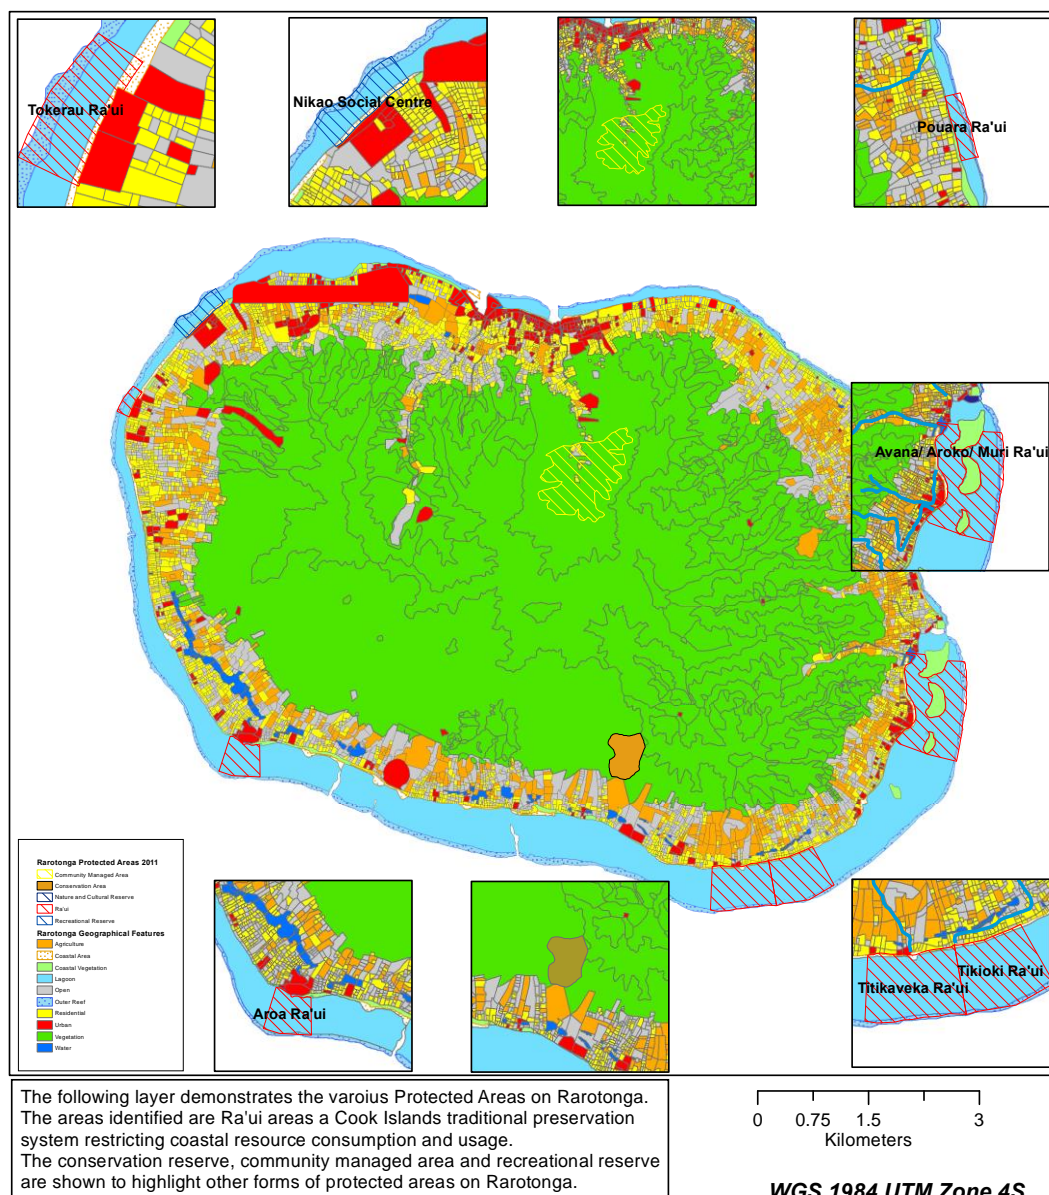 Tokerau Ra'ui
Nikao Social Centre
Pouara Ra'ui
Avana/ Aroko/ Muri Ra'ui
Rarotonga Protected Areas 2011
Community Managed Area
Conservation Area
Nature and Cultural Reserve
Ra'ui
Recreational Reserve
Rarotonga Geographical Features
Agriculture
Coastal Area
Coastal Vegetation
Lagoon
Open
Outer Reef
Residential
Urban
Vegetation
Water
Aroa Ra'ui
Tikioki Ra'ui
Titikaveka Ra'ui
The following layer demonstrates the varoius Protected Areas on Rarotonga.
The areas identified are Ra'ui areas a Cook Islands traditional preservation
system restricting coastal resource consumption and usage.
The conservation reserve, community managed area and recreational reserve
are shown to highlight other forms of protected areas on Rarotonga.
0 0.75 1.5 3
Kilometers
WGS 1984 UTM Zone 4S